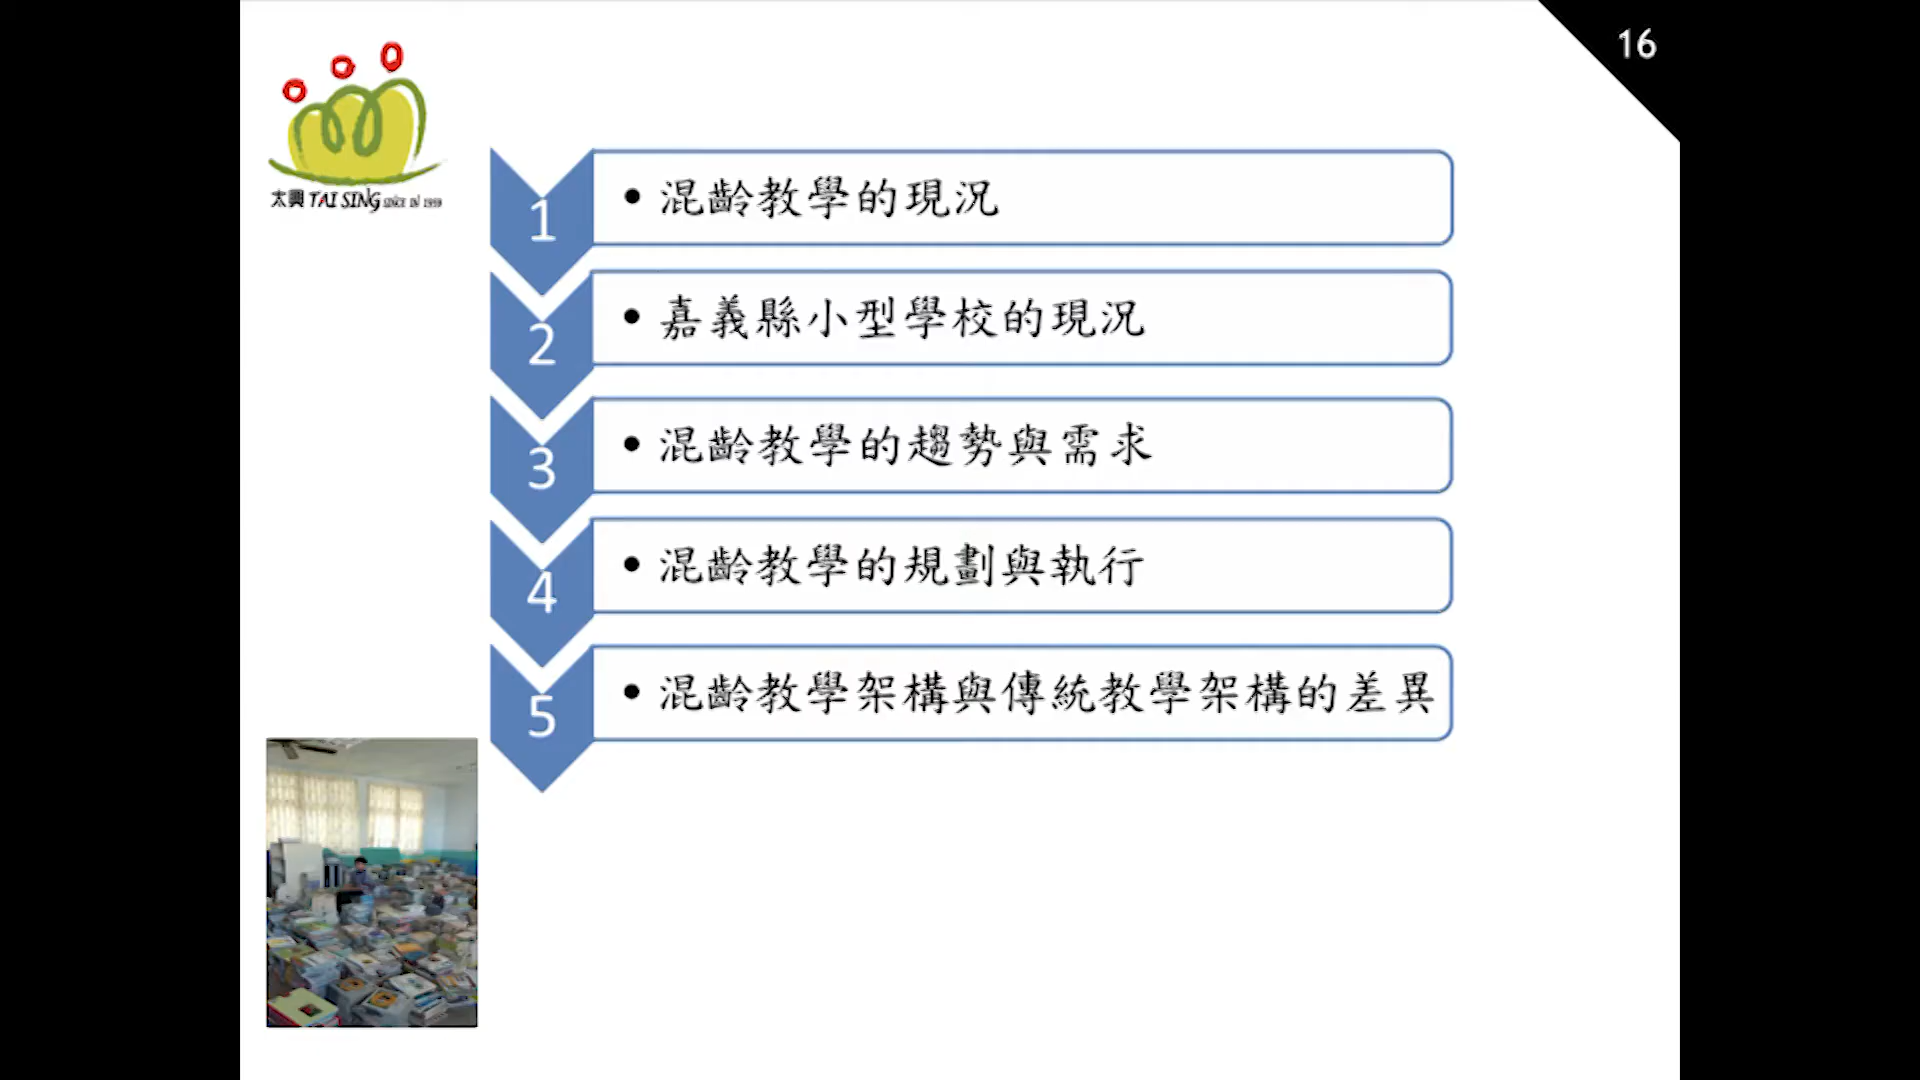 16
太興 TAI SING SINCE IN 1999
1
• 混齡教學的現況
2
• 嘉義縣小型學校的現況
3
• 混齡教學的趨勢與需求
4
• 混齡教學的規劃與執行
5
• 混齡教學架構與傳統教學架構的差異